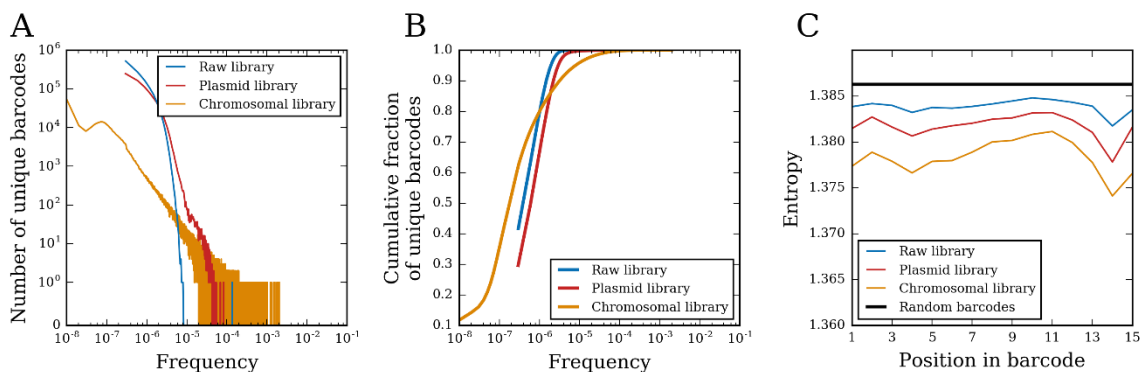 A
Number of unique barcodes
10^6
10^5
10^4
10^3
10^2
10^1
10^0
0
10^-8 10^-7 10^-6 10^-5 10^-4 10^-3 10^-2 10^-1
Frequency
Raw library
Plasmid library
Chromosomal library
B
Cumulative fraction
of unique barcodes
1.0
0.9
0.8
0.7
0.6
0.5
0.4
0.3
0.2
0.1
10^-8 10^-7 10^-6 10^-5 10^-4 10^-3 10^-2 10^-1
Frequency
Raw library
Plasmid library
Chromosomal library
C
Entropy
1.385
1.380
1.375
1.370
1.365
1.360
1 3 5 7 9 11 13 15
Position in barcode
Raw library
Plasmid library
Chromosomal library
Random barcodes